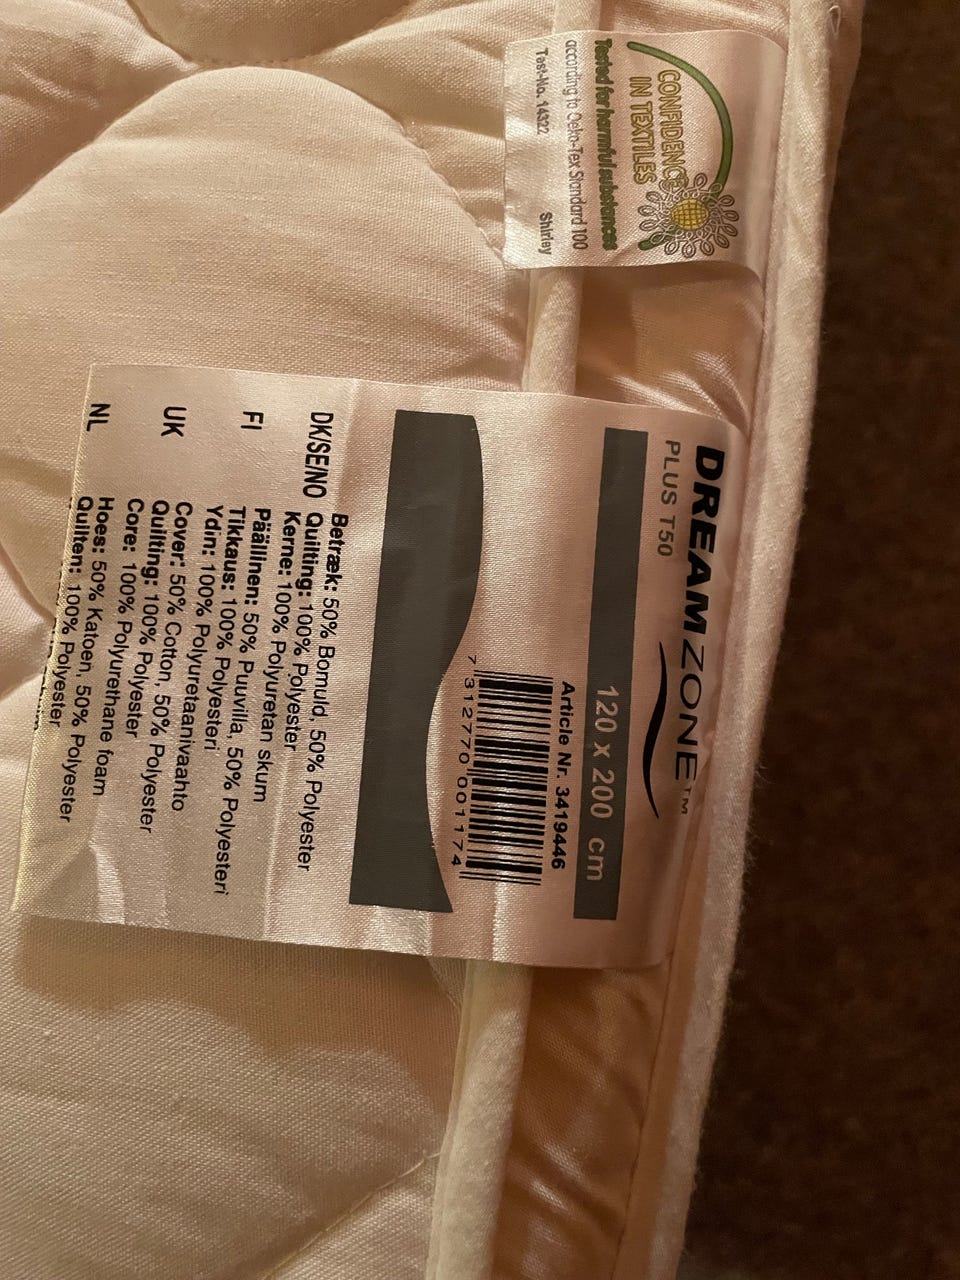 CONFIDENCE
IN TEXTILES
Tested for harmful substances
according to Oeko-Tex Standard 100
Test-No. 14322 Shirley
DREAMZONE™
PLUS T50
120 x 200 cm
Article Nr. 3419446
7 312770 001174
DK/SE/NO Betræk: 50% Bomuld, 50% Polyester
Quilting: 100% Polyester
Kerne: 100% Polyuretan skum
FI Päällinen: 50% Puuvilla, 50% Polyesteri
Tikkaus: 100% Polyesteri
Ydin: 100% Polyuretaanivaahto
UK Cover: 50% Cotton, 50% Polyester
Quilting: 100% Polyester
Core: 100% Polyurethane foam
NL Hoes: 50% Katoen, 50% Polyester
Quilten: 100% Polyester